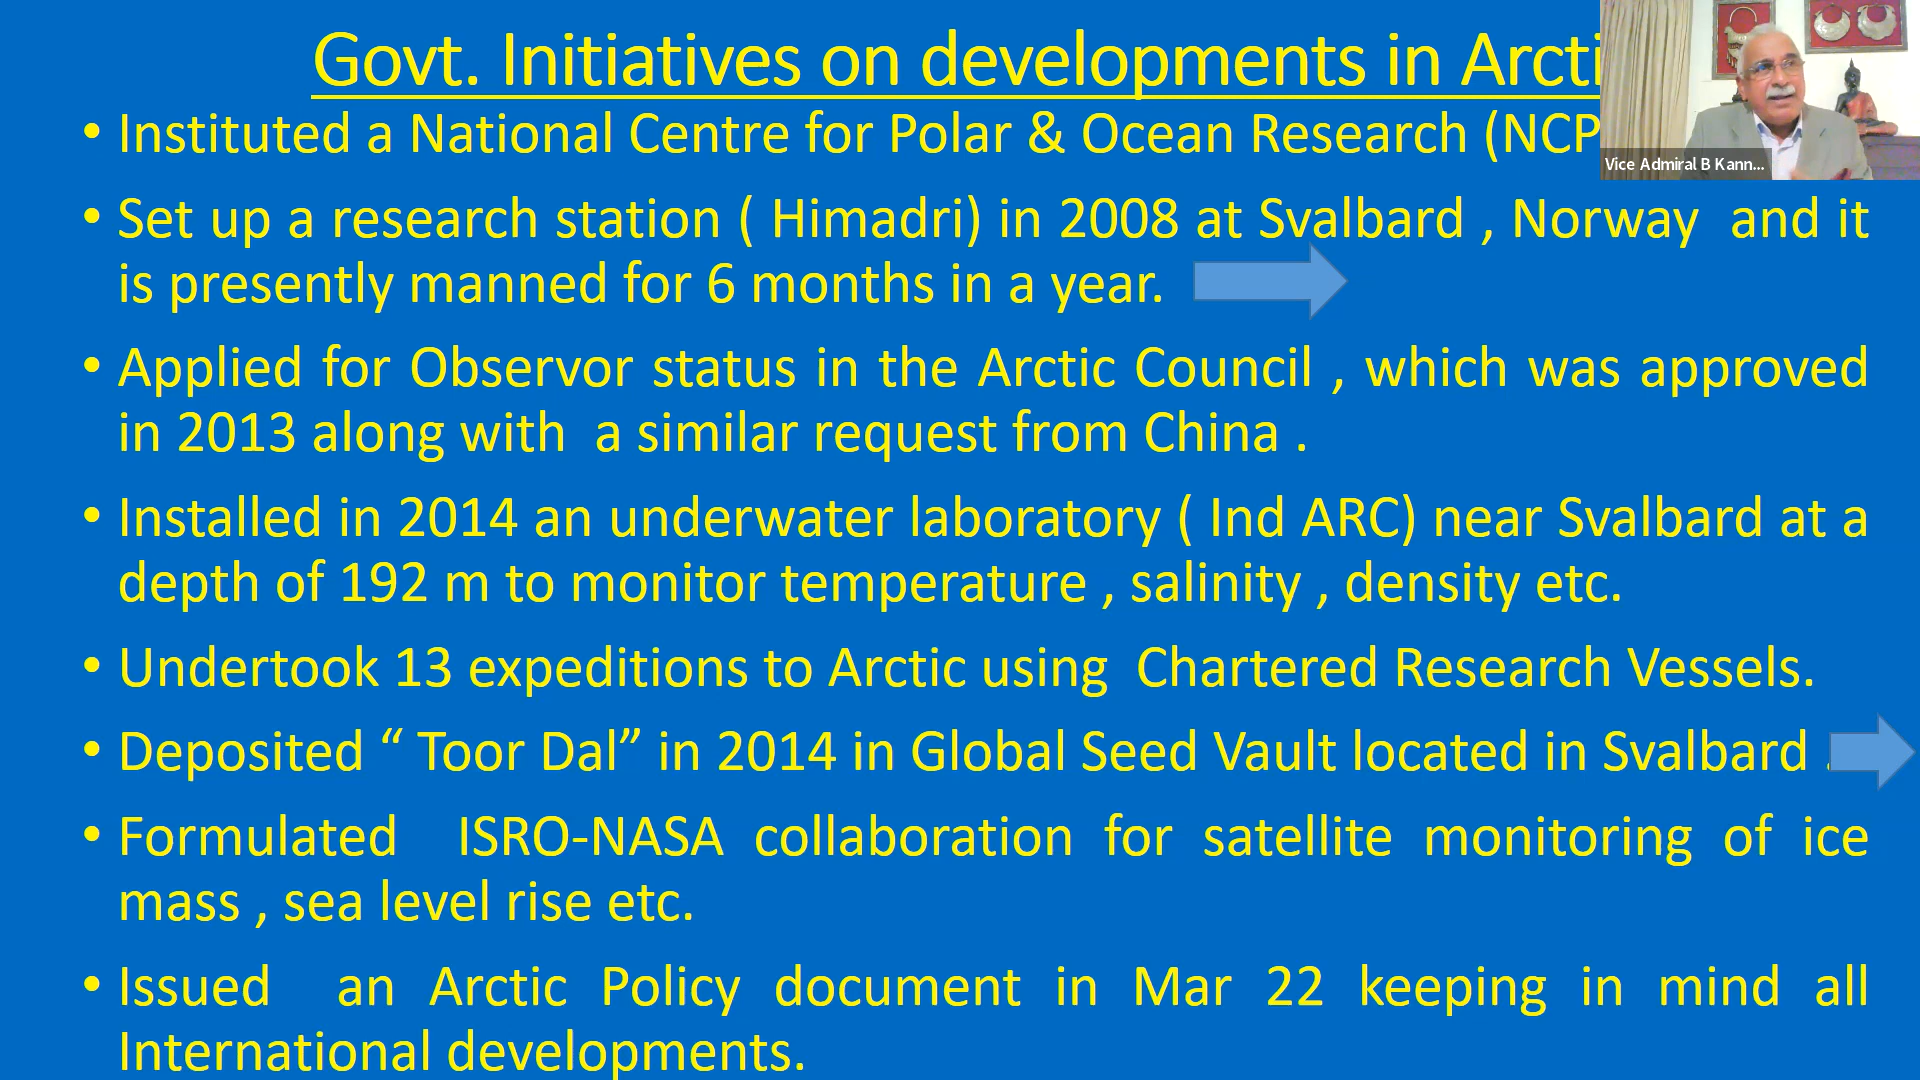 Govt. Initiatives on developments in Arcti
• Instituted a National Centre for Polar & Ocean Research (NCP
Vice Admiral B Kann...
• Set up a research station ( Himadri) in 2008 at Svalbard , Norway and it
is presently manned for 6 months in a year.
• Applied for Observor status in the Arctic Council , which was approved
in 2013 along with a similar request from China .
• Installed in 2014 an underwater laboratory ( Ind ARC) near Svalbard at a
depth of 192 m to monitor temperature , salinity , density etc.
• Undertook 13 expeditions to Arctic using Chartered Research Vessels.
• Deposited “ Toor Dal” in 2014 in Global Seed Vault located in Svalbard .
• Formulated ISRO-NASA collaboration for satellite monitoring of ice
mass , sea level rise etc.
• Issued an Arctic Policy document in Mar 22 keeping in mind all
International developments.